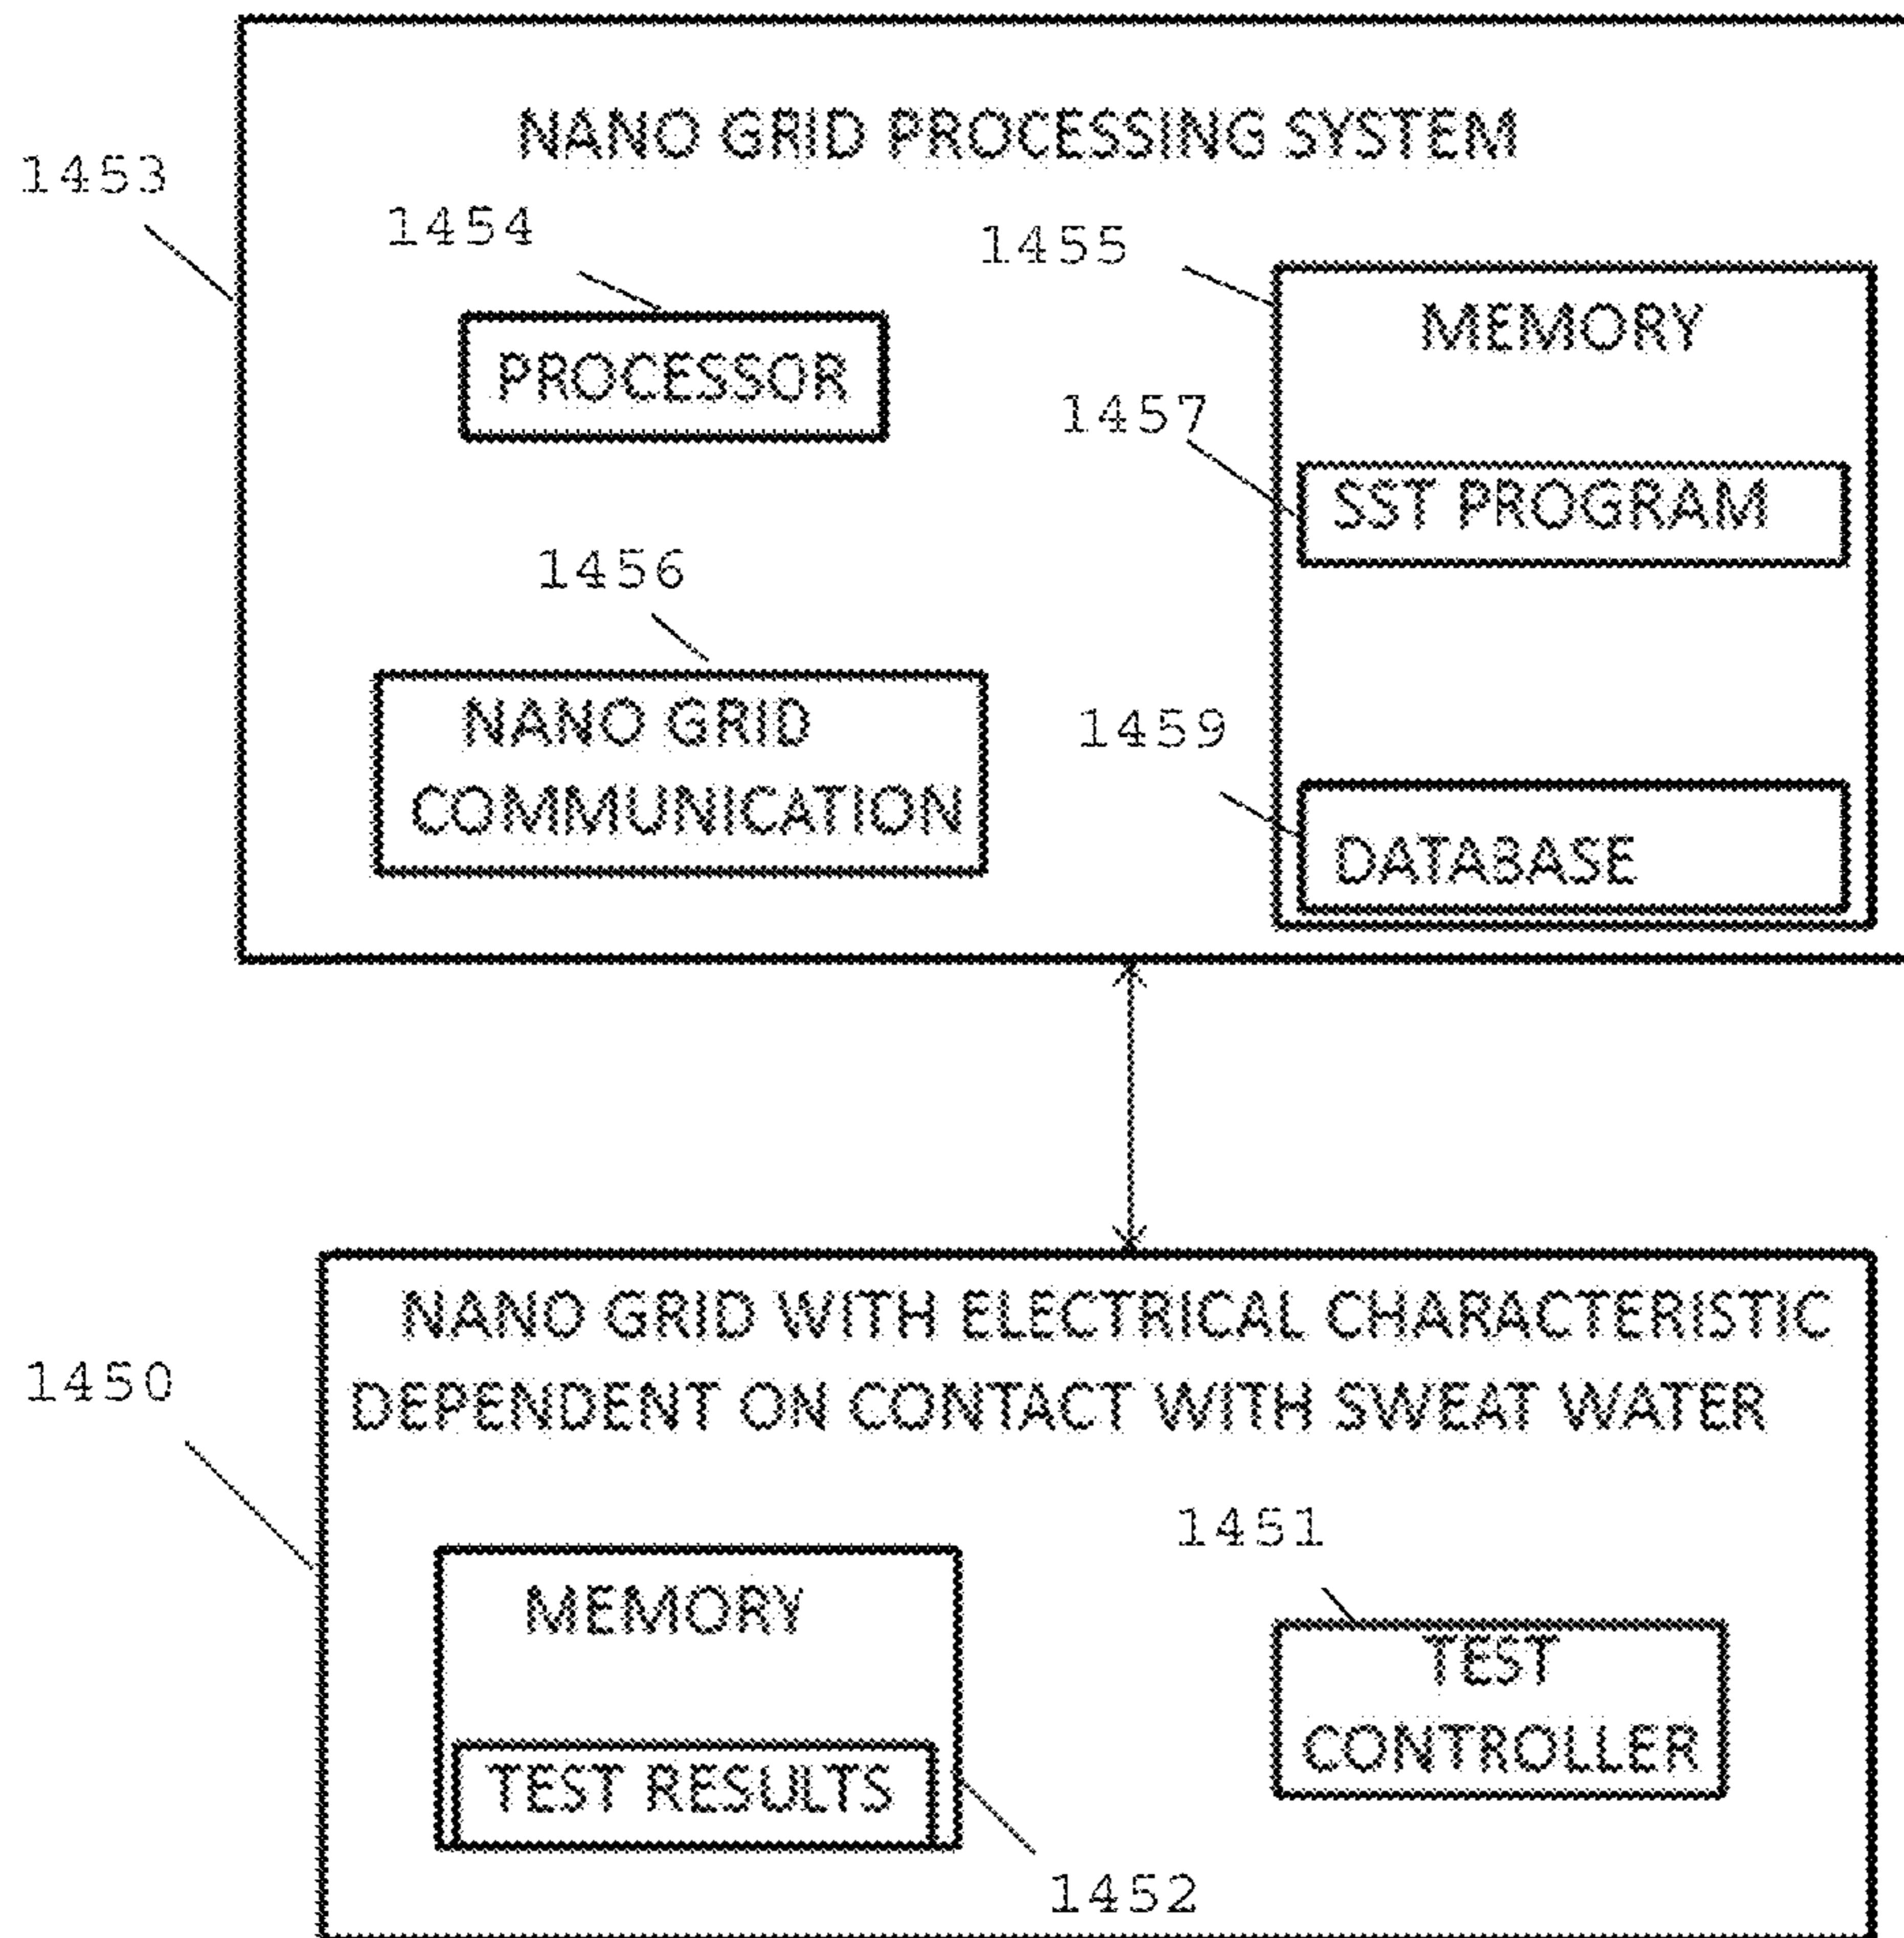 NANO GRID PROCESSING SYSTEM
1453
1454
1455
PROCESSOR
MEMORY
1457
SST PROGRAM
1456
NANO GRID
COMMUNICATION
1459
DATABASE
NANO GRID WITH ELECTRICAL CHARACTERISTIC
DEPENDENT ON CONTACT WITH SWEAT WATER
1450
1451
MEMORY
TEST
CONTROLLER
TEST RESULTS
1452